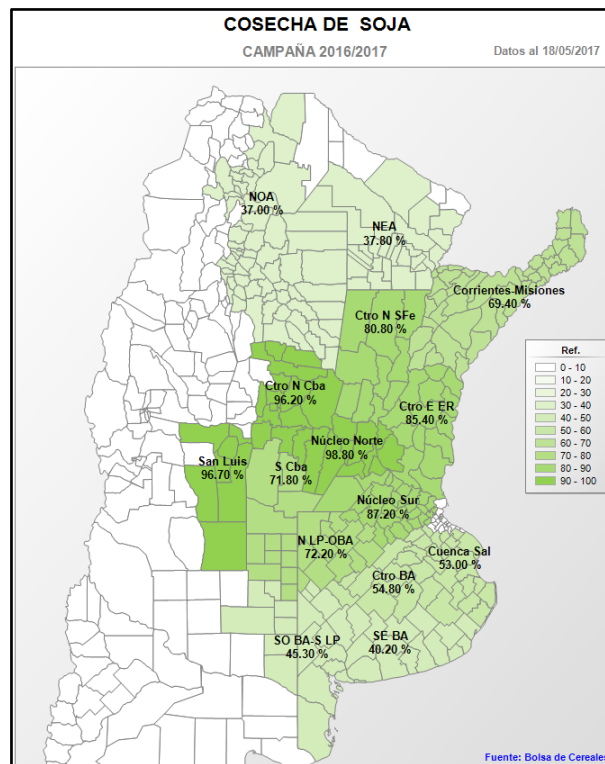 COSECHA DE SOJA
CAMPAÑA 2016/2017
Datos al 18/05/2017
NOA
37.00 %
NEA
37.80 %
Corrientes-Misiones
69.40 %
Ctro N SFe
80.80 %
Ctro N Cba
96.20 %
Ctro E ER
85.40 %
Núcleo Norte
98.80 %
San Luis
96.70 %
S Cba
71.80 %
Núcleo Sur
87.20 %
N LP-OBA
72.20 %
Cuenca Sal
53.00 %
Ctro BA
54.80 %
SO BA-S LP
45.30 %
SE BA
40.20 %
Ref.
0 - 10
10 - 20
20 - 30
30 - 40
40 - 50
50 - 60
60 - 70
70 - 80
80 - 90
90 - 100
Fuente: Bolsa de Cereales